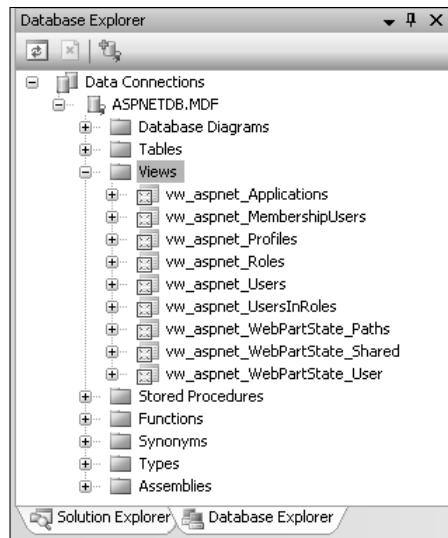 Database Explorer
Data Connections
ASPNETDB.MDF
Database Diagrams
Tables
Views
vw_aspnet_Applications
vw_aspnet_MembershipUsers
vw_aspnet_Profiles
vw_aspnet_Roles
vw_aspnet_Users
vw_aspnet_UsersInRoles
vw_aspnet_WebPartState_Paths
vw_aspnet_WebPartState_Shared
vw_aspnet_WebPartState_User
Stored Procedures
Functions
Synonyms
Types
Assemblies
Solution Explorer Database Explorer